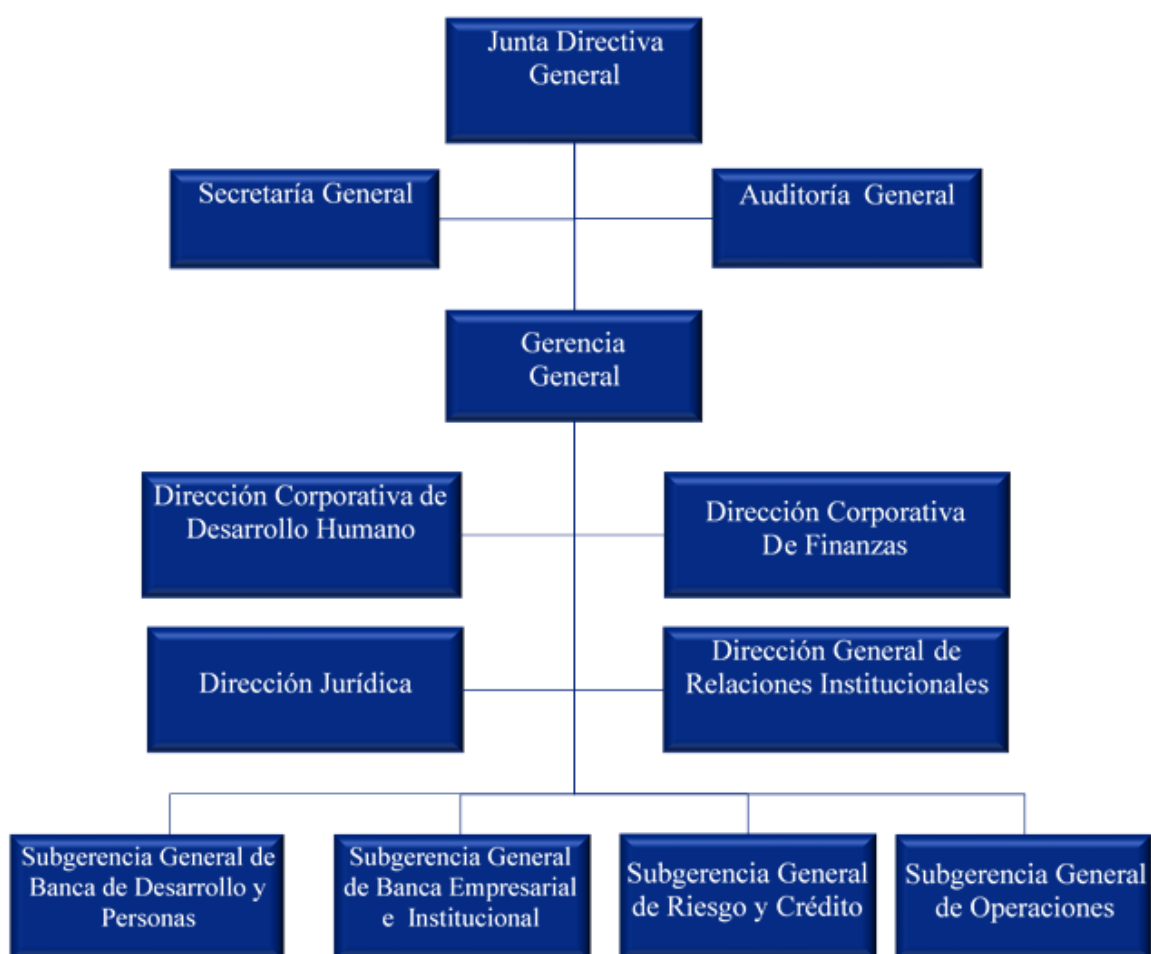 Junta Directiva
General
Secretaría General
Auditoría General
Gerencia
General
Dirección Corporativa de
Desarrollo Humano
Dirección Corporativa
De Finanzas
Dirección Jurídica
Dirección General de
Relaciones Institucionales
Subgerencia General de
Banca de Desarrollo y
Personas
Subgerencia General
de Banca Empresarial
e Institucional
Subgerencia General
de Riesgo y Crédito
Subgerencia General
de Operaciones